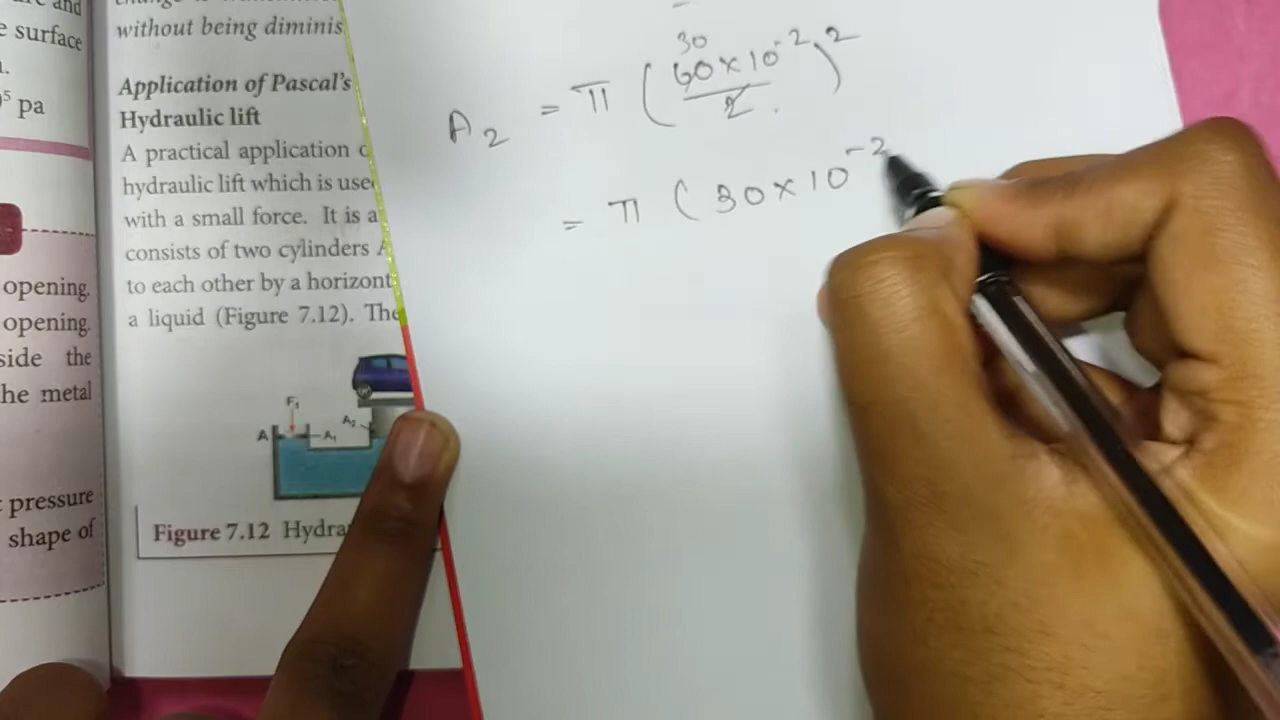 and
e surface
⁵ pa
opening.
opening.
side the
he metal
pressure
shape of
without being diminis
Application of Pascal's
Hydraulic lift
A practical application
hydraulic lift which is use
with a small force. It is a
consists of two cylinders
to each other by a horizont
a liquid (Figure 7.12). The
F₁
A
A₁
A₂
Figure 7.12 Hydra
30
A₂ = π (60×10⁻²/2)²
= π (30×10⁻²